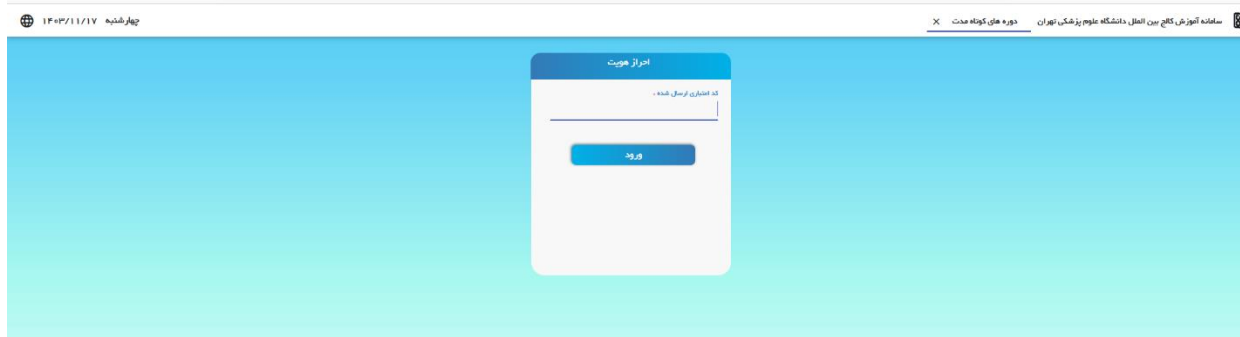 سامانه آموزش کالج بین الملل دانشگاه علوم پزشکی تهران
دوره های کوتاه مدت ×
چهارشنبه ۱۴۰۳/۱۱/۱۷
احراز هویت
کد اعتباری ارسال شده :
ورود